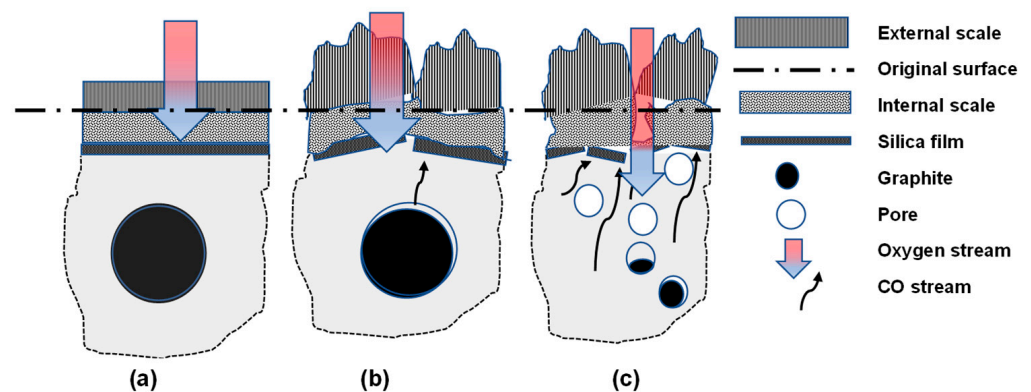 External scale
Original surface
Internal scale
Silica film
Graphite
Pore
Oxygen stream
CO stream
(a)
(b)
(c)